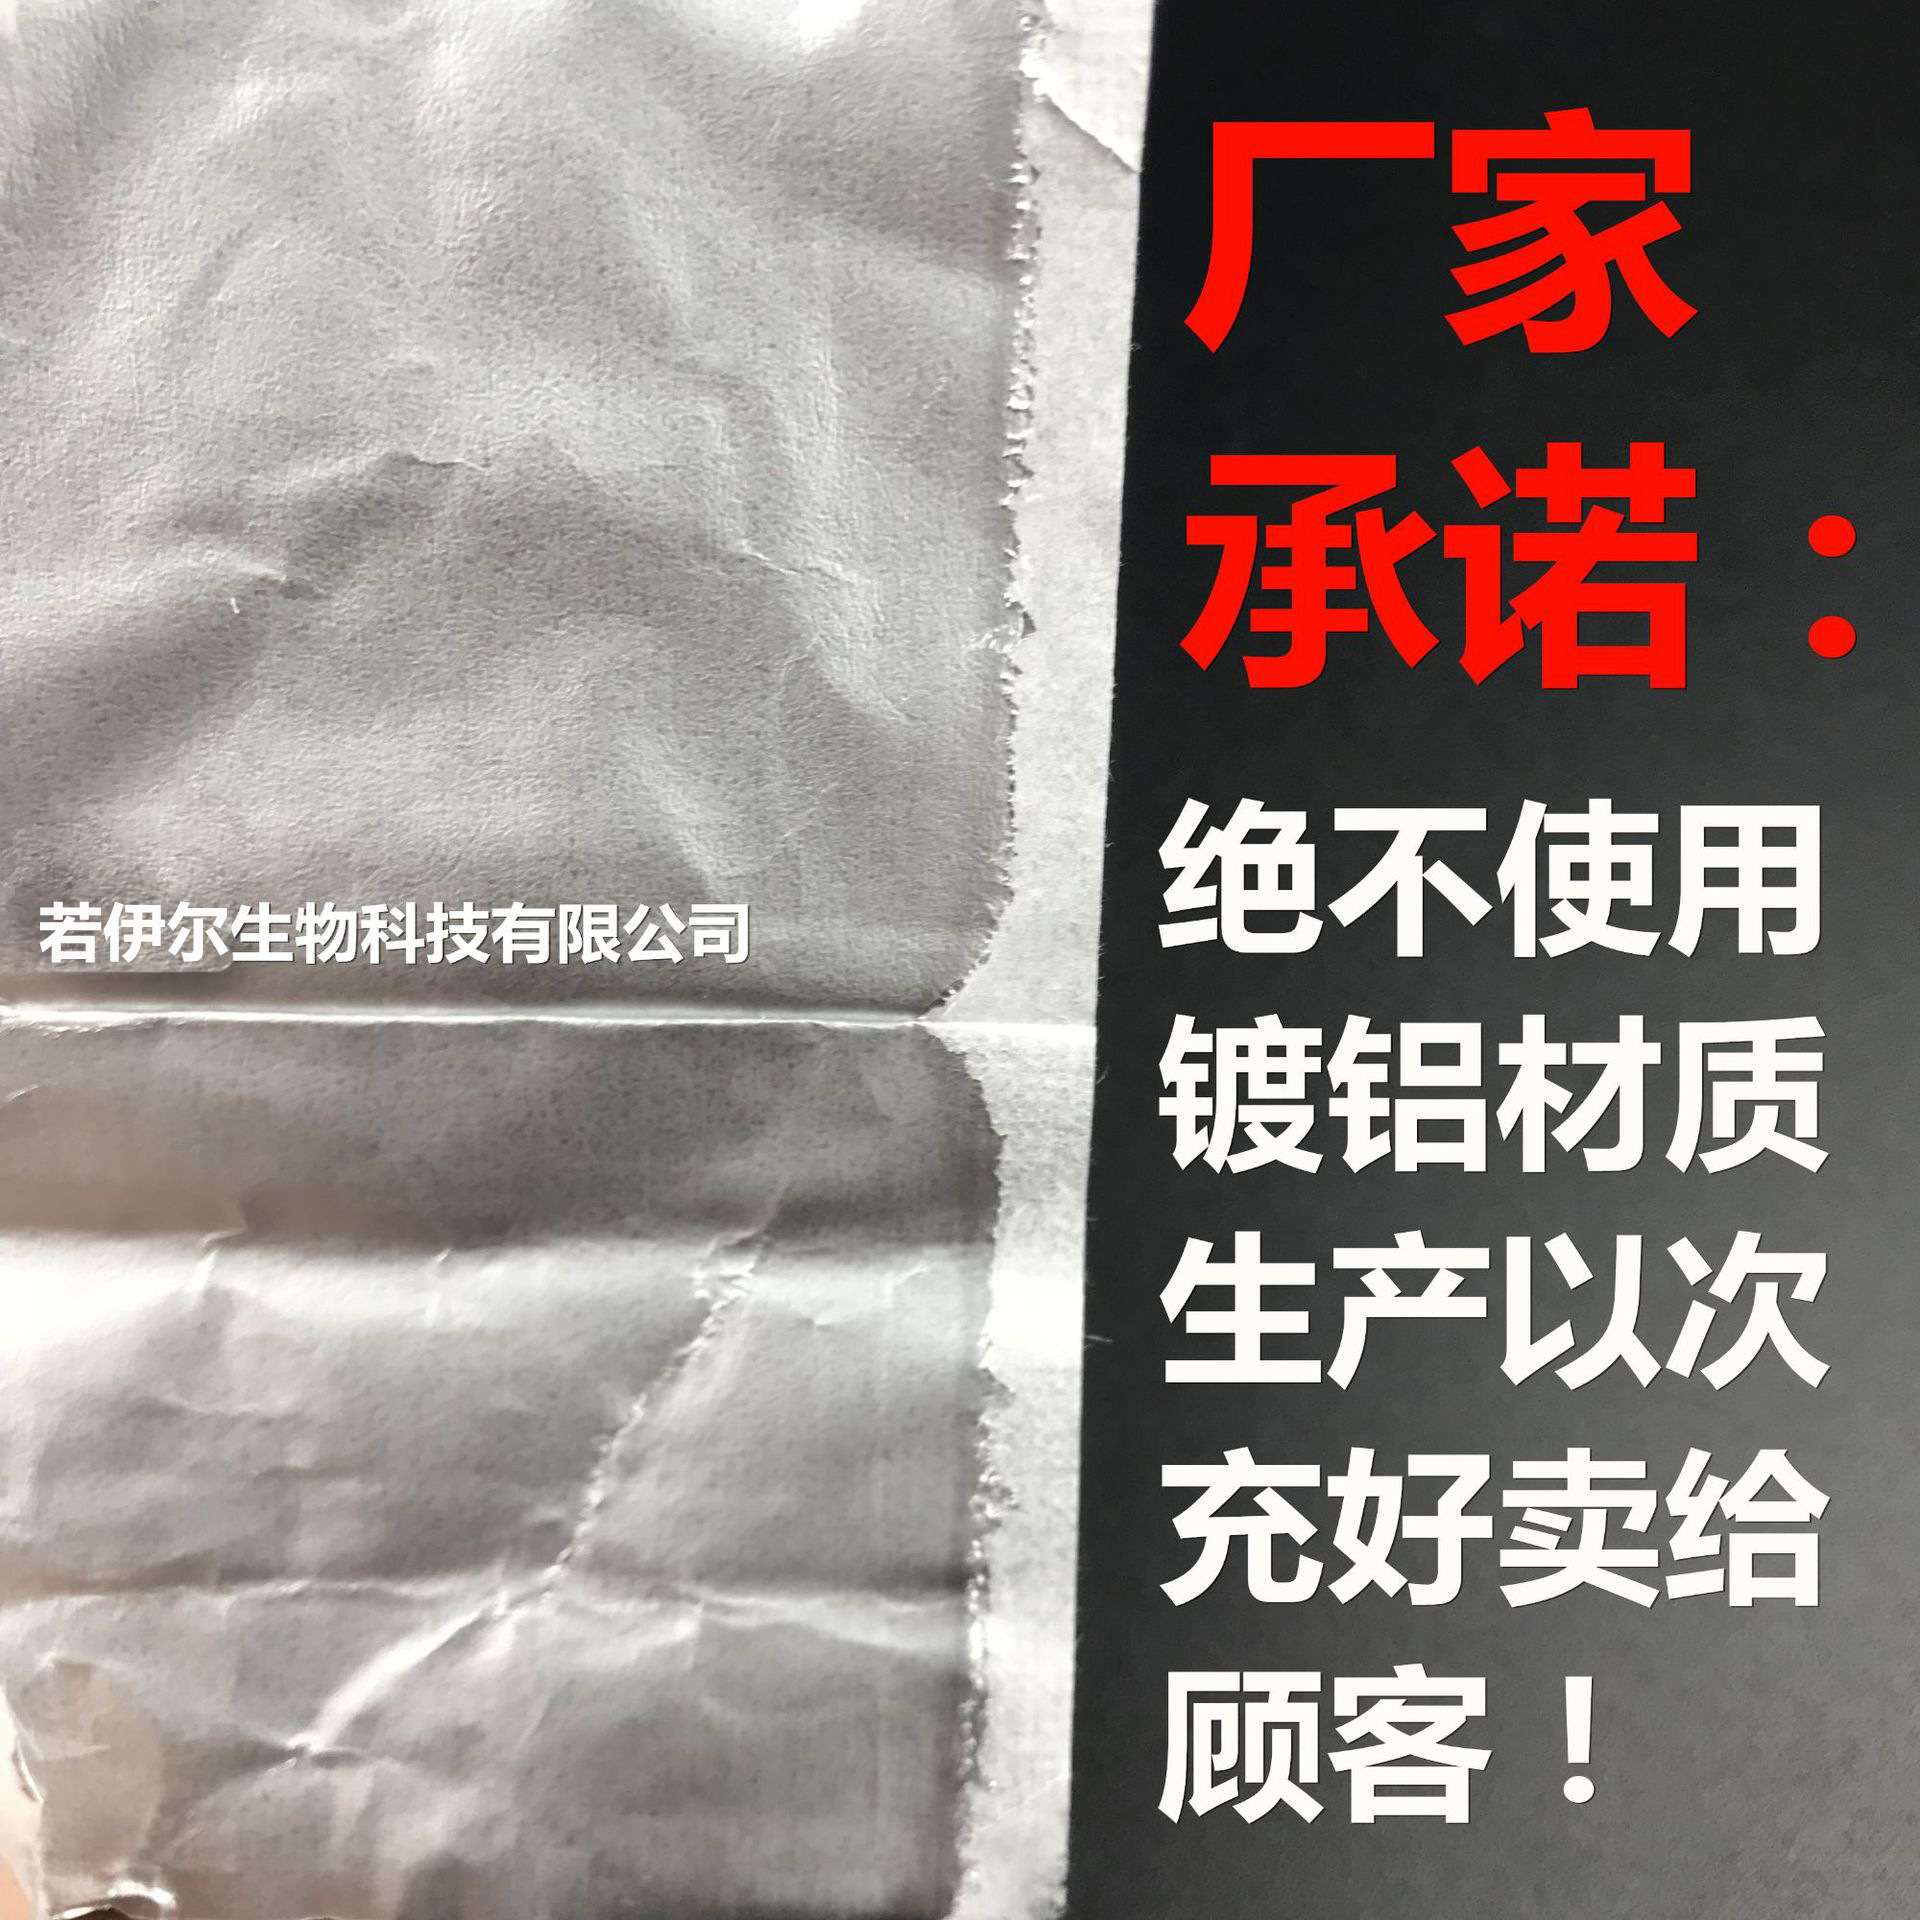 厂家
承诺：
绝不使用
镀铝材质
生产以次
充好卖给
顾客！
若伊尔生物科技有限公司